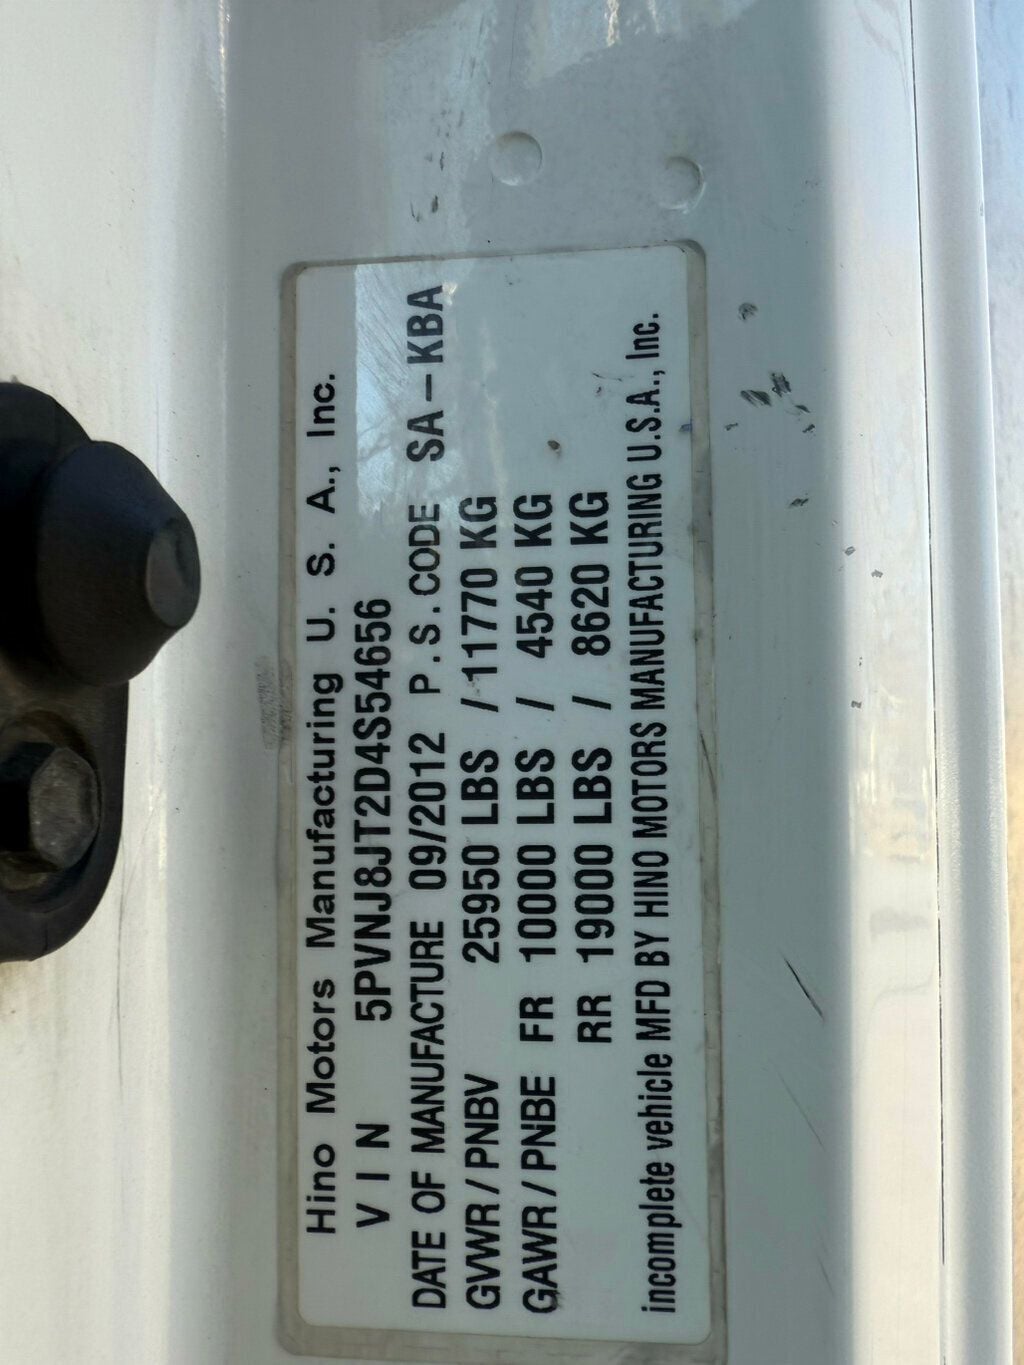 Hino Motors Manufacturing U. S. A., Inc.
VIN 5PVNJ8JT2D4S54656
DATE OF MANUFACTURE 09/2012 P.S.CODE SA-KBA
GVWR/PNBV 25950 LBS / 11770 KG
GAWR/PNBE FR 10000 LBS / 4540 KG
RR 19000 LBS / 8620 KG
incomplete vehicle MFD BY HINO MOTORS MANUFACTURING U.S.A., Inc.